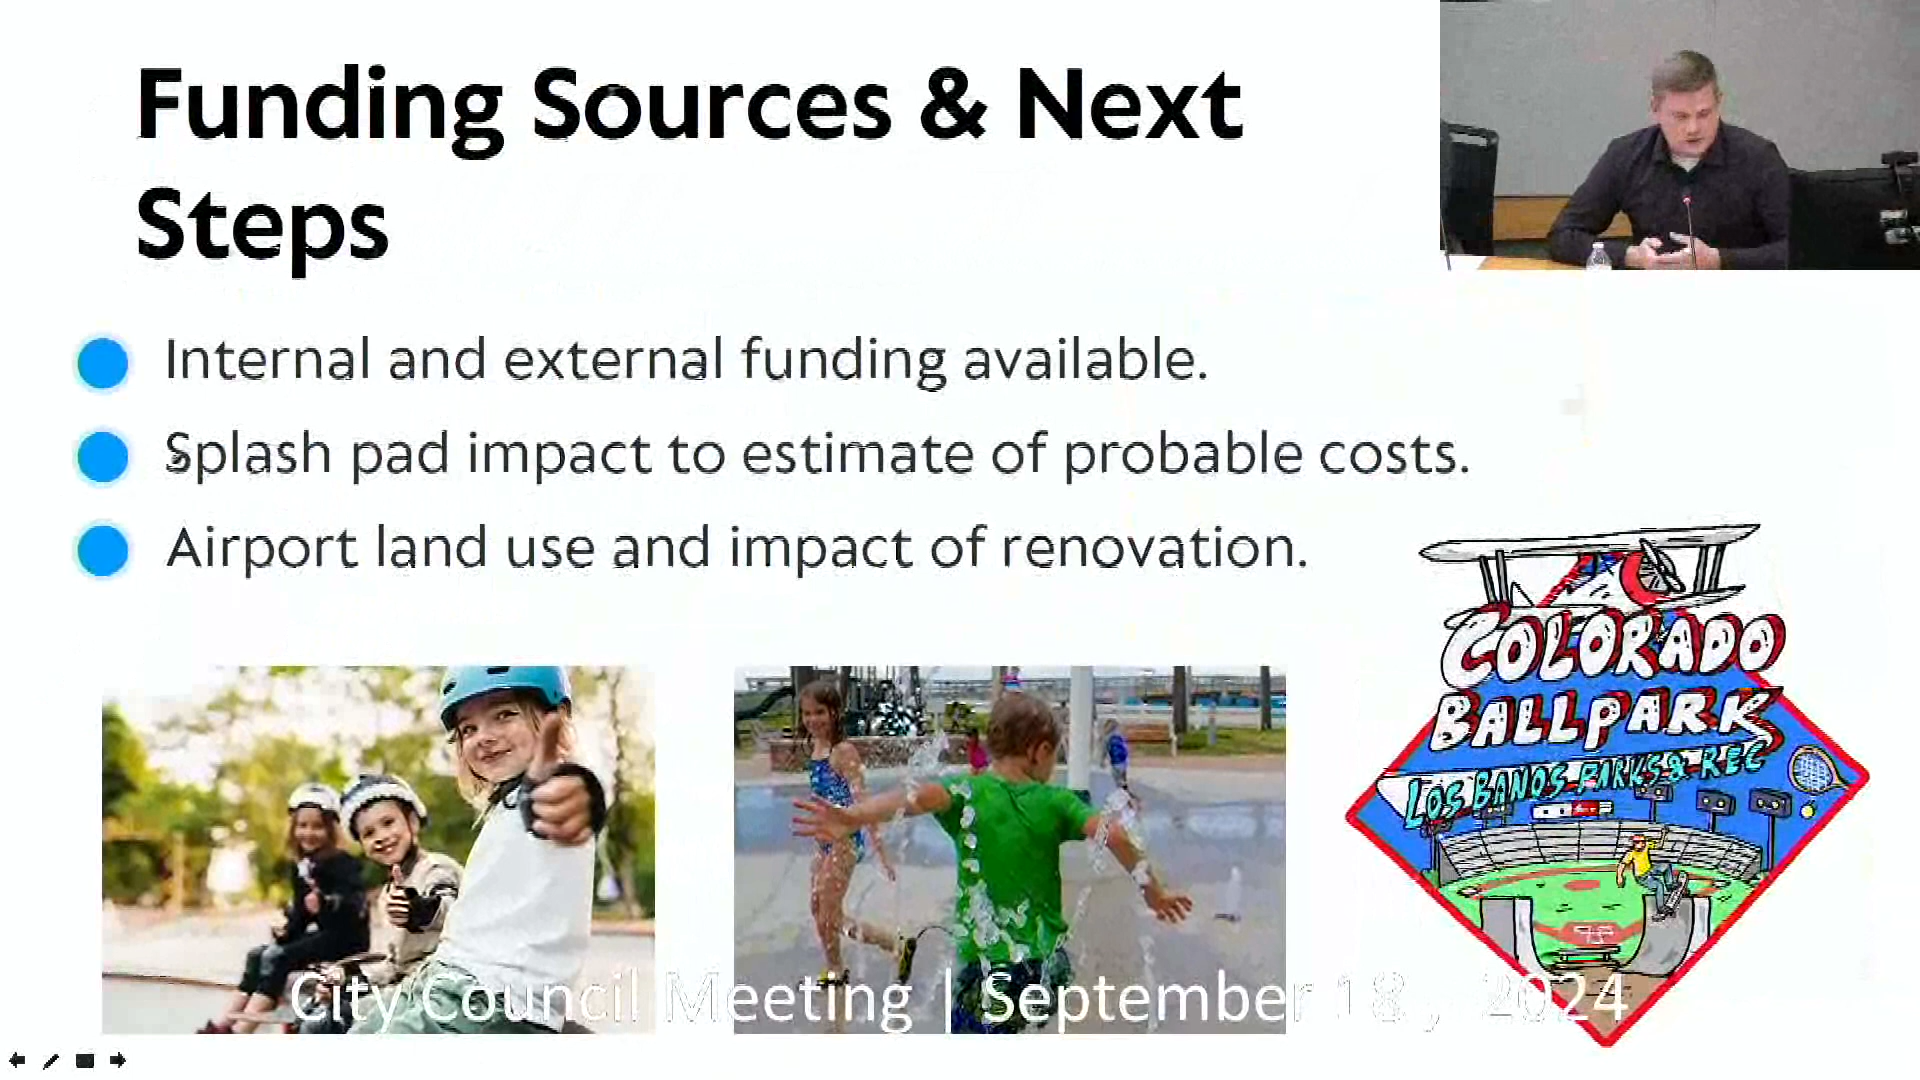 Funding Sources & Next
Steps
Internal and external funding available.
Splash pad impact to estimate of probable costs.
Airport land use and impact of renovation.
COLORADO
BALLPARK
LOS BANOS PARKS & REC
City Council Meeting | September 18, 2024